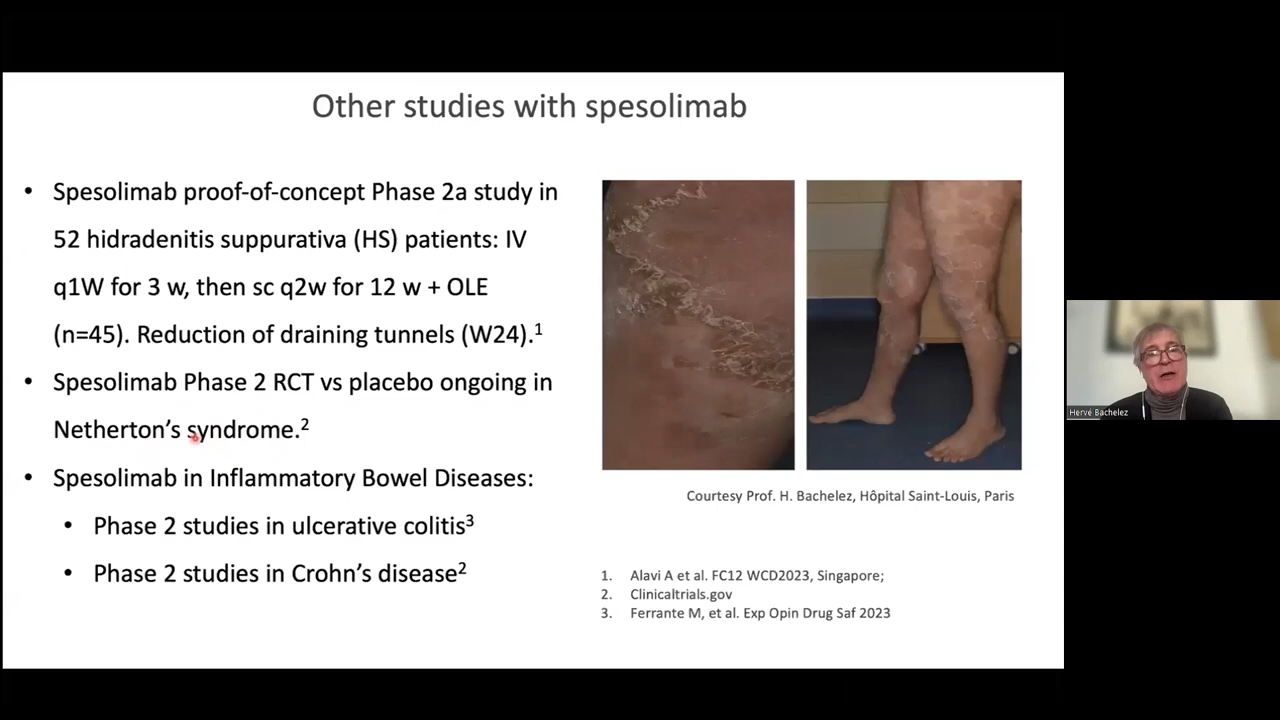 Other studies with spesolimab
• Spesolimab proof-of-concept Phase 2a study in
52 hidradenitis suppurativa (HS) patients: IV
q1W for 3 w, then sc q2w for 12 w + OLE
(n=45). Reduction of draining tunnels (W24).¹
• Spesolimab Phase 2 RCT vs placebo ongoing in
Netherton’s syndrome.²
• Spesolimab in Inflammatory Bowel Diseases:
• Phase 2 studies in ulcerative colitis³
• Phase 2 studies in Crohn’s disease²
Courtesy Prof. H. Bachelez, Hôpital Saint-Louis, Paris
1. Alavi A et al. FC12 WCD2023, Singapore;
2. Clinicaltrials.gov
3. Ferrante M, et al. Exp Opin Drug Saf 2023
Hervé Bachelez